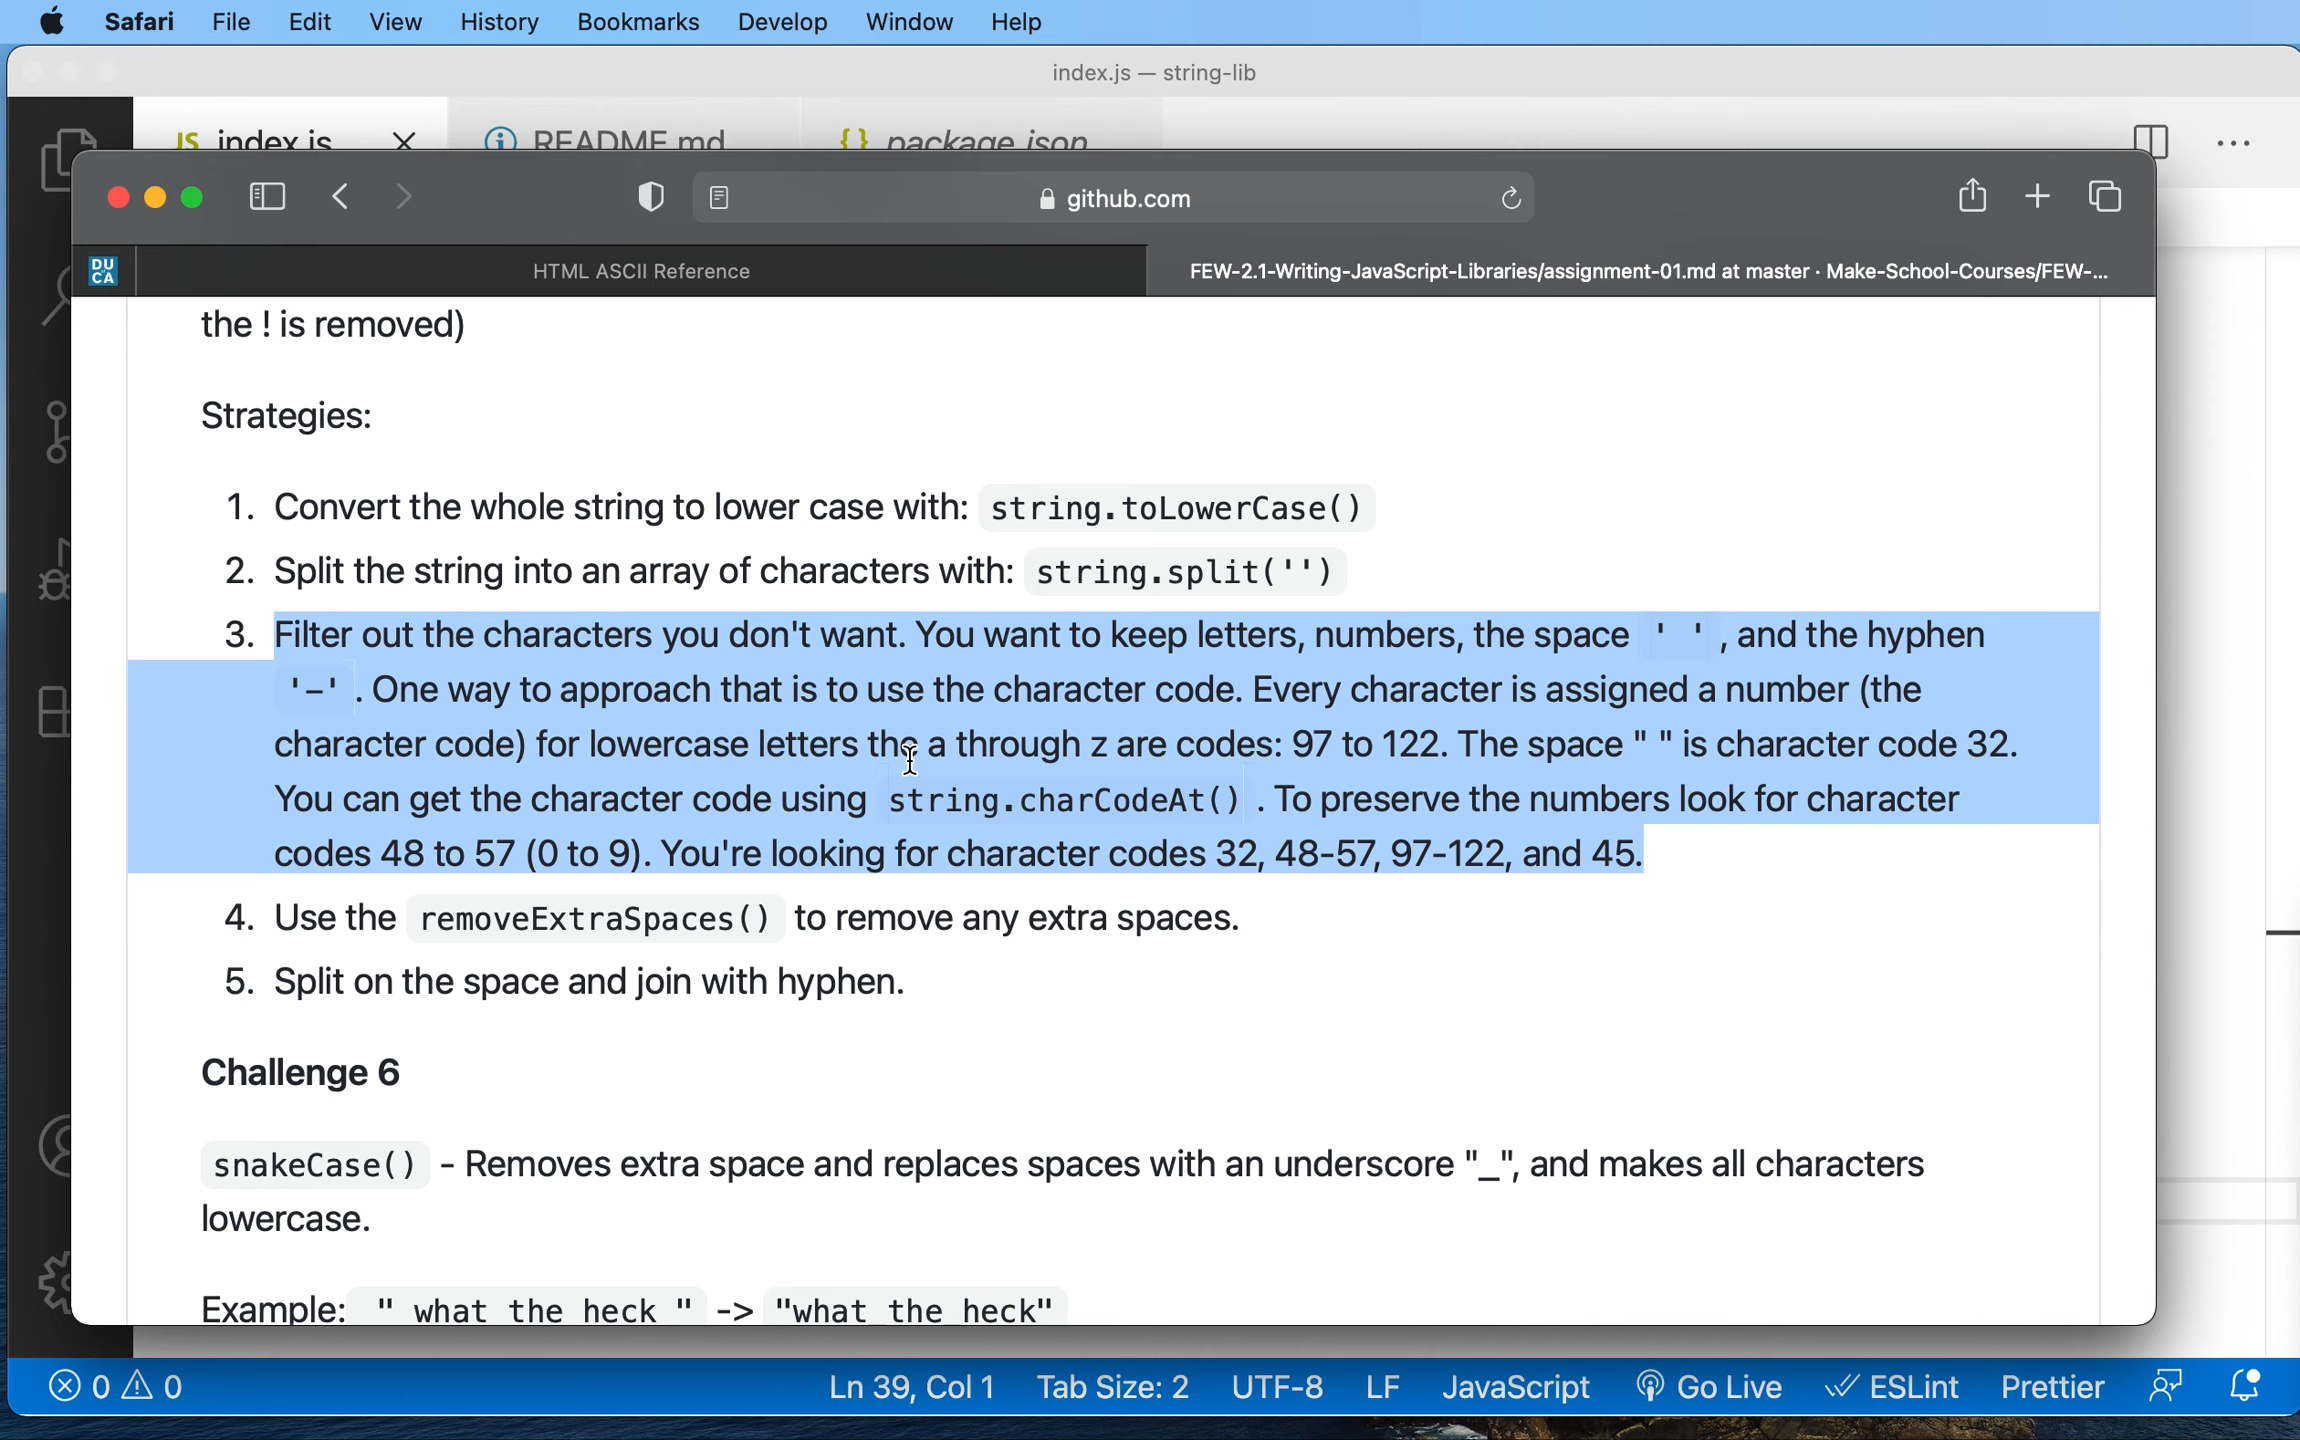 Safari File Edit View History Bookmarks Develop Window Help
index.js — string-lib
JS index.js README.md {} package.json
github.com
DU CA HTML ASCII Reference FEW-2.1-Writing-JavaScript-Libraries/assignment-01.md at master · Make-School-Courses/FEW-...
the ! is removed)
Strategies:
1. Convert the whole string to lower case with: string.toLowerCase()
2. Split the string into an array of characters with: string.split('')
3. Filter out the characters you don't want. You want to keep letters, numbers, the space ' ' , and the hyphen
'-' . One way to approach that is to use the character code. Every character is assigned a number (the
character code) for lowercase letters the a through z are codes: 97 to 122. The space " " is character code 32.
You can get the character code using string.charCodeAt() . To preserve the numbers look for character
codes 48 to 57 (0 to 9). You're looking for character codes 32, 48-57, 97-122, and 45.
4. Use the removeExtraSpaces() to remove any extra spaces.
5. Split on the space and join with hyphen.
Challenge 6
snakeCase() - Removes extra space and replaces spaces with an underscore "_", and makes all characters
lowercase.
Example: " what the heck " -> "what_the_heck"
0 0 Ln 39, Col 1 Tab Size: 2 UTF-8 LF JavaScript Go Live ESLint Prettier